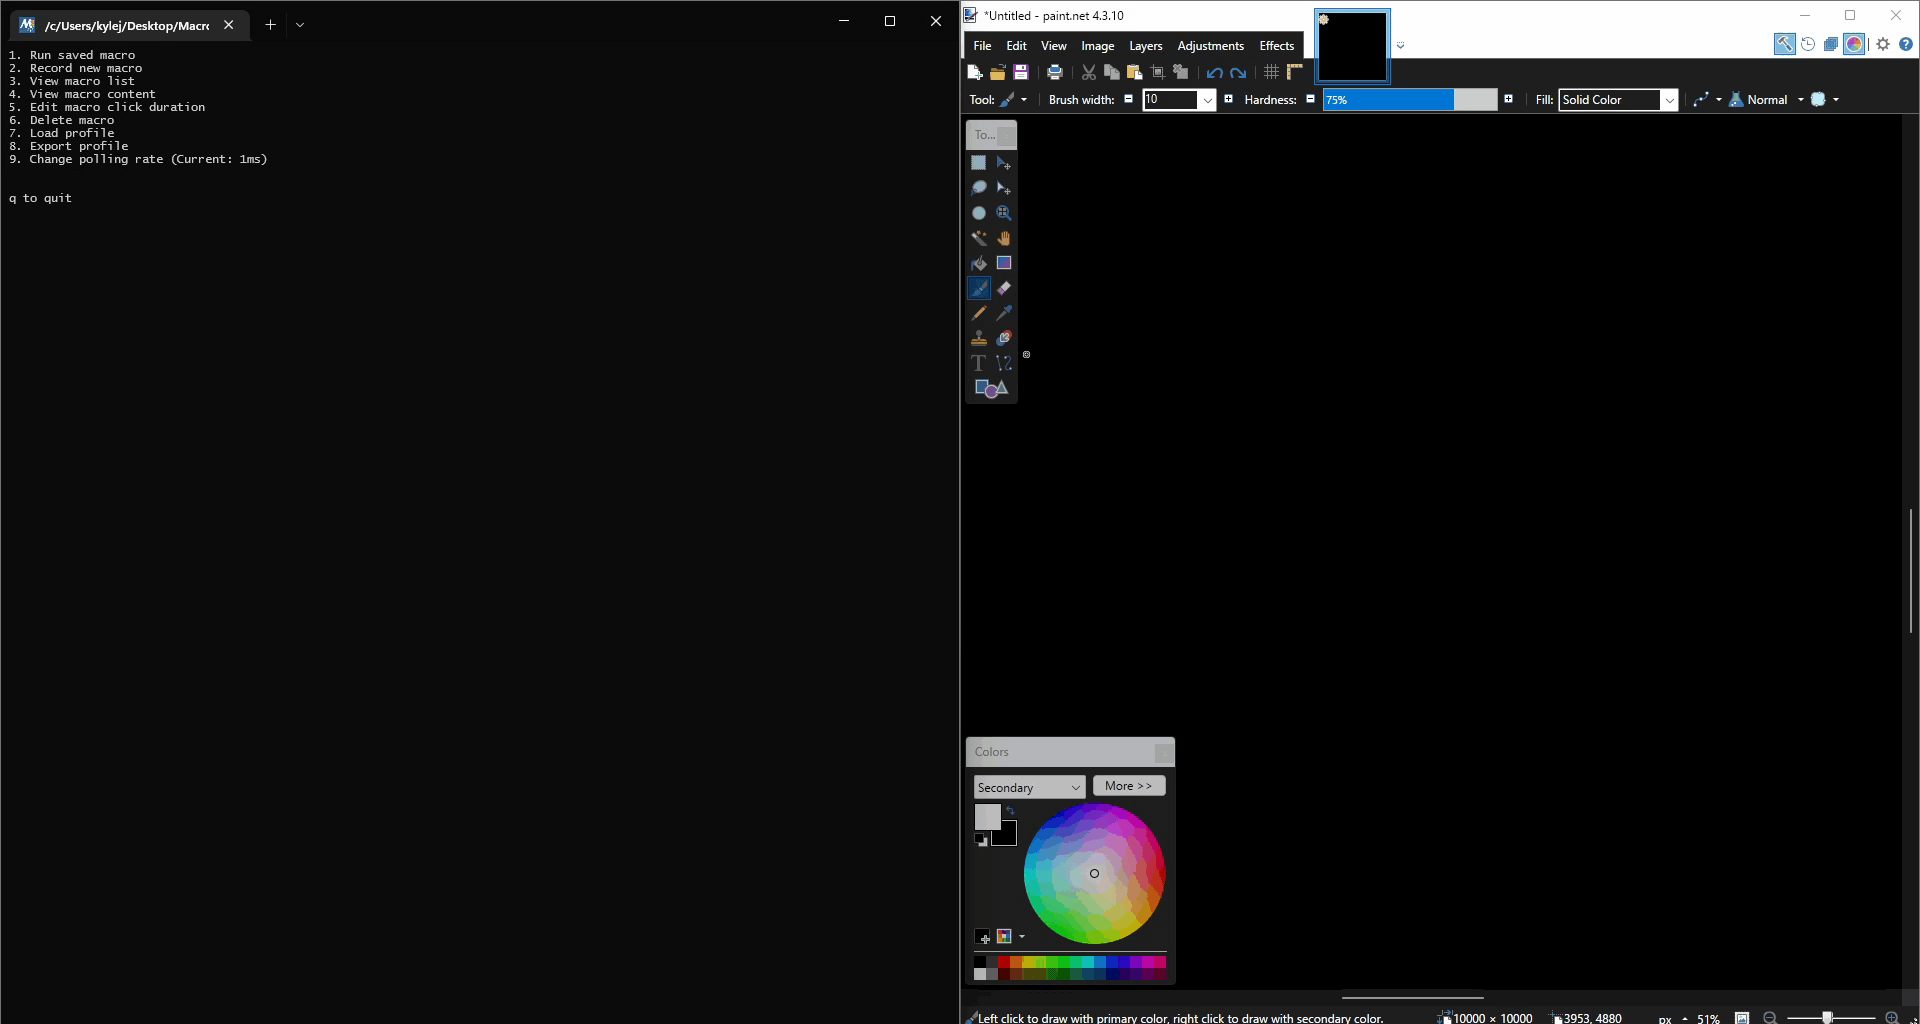 /c/Users/kylej/Desktop/Macro
1. Run saved macro
2. Record new macro
3. View macro list
4. View macro content
5. Edit macro click duration
6. Delete macro
7. Load profile
8. Export profile
9. Change polling rate (Current: 1ms)
q to quit
*Untitled - paint.net 4.3.10
File Edit View Image Layers Adjustments Effects
Tool: Brush width: 10 Hardness: 75% Fill: Solid Color Normal
To...
Colors
Secondary More >>
Left click to draw with primary color, right click to draw with secondary color. 10000 × 10000 3953, 4880 px 51%